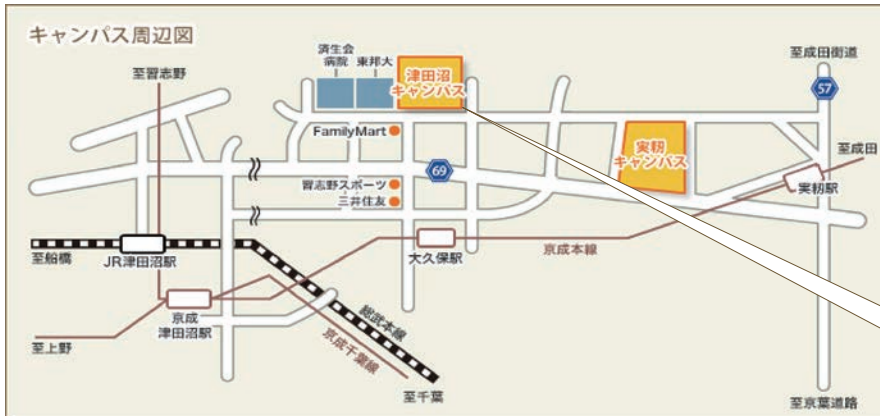 キャンパス周辺図
済生会
病院
東邦大
津田沼
キャンパス
至成田街道
至習志野
57
FamilyMart
実籾
キャンパス
至成田
69
習志野スポーツ
三井住友
実籾駅
至船橋
JR津田沼駅
大久保駅
京成本線
京成
津田沼駅
総武本線
京成千葉線
至上野
至千葉
至京葉道路